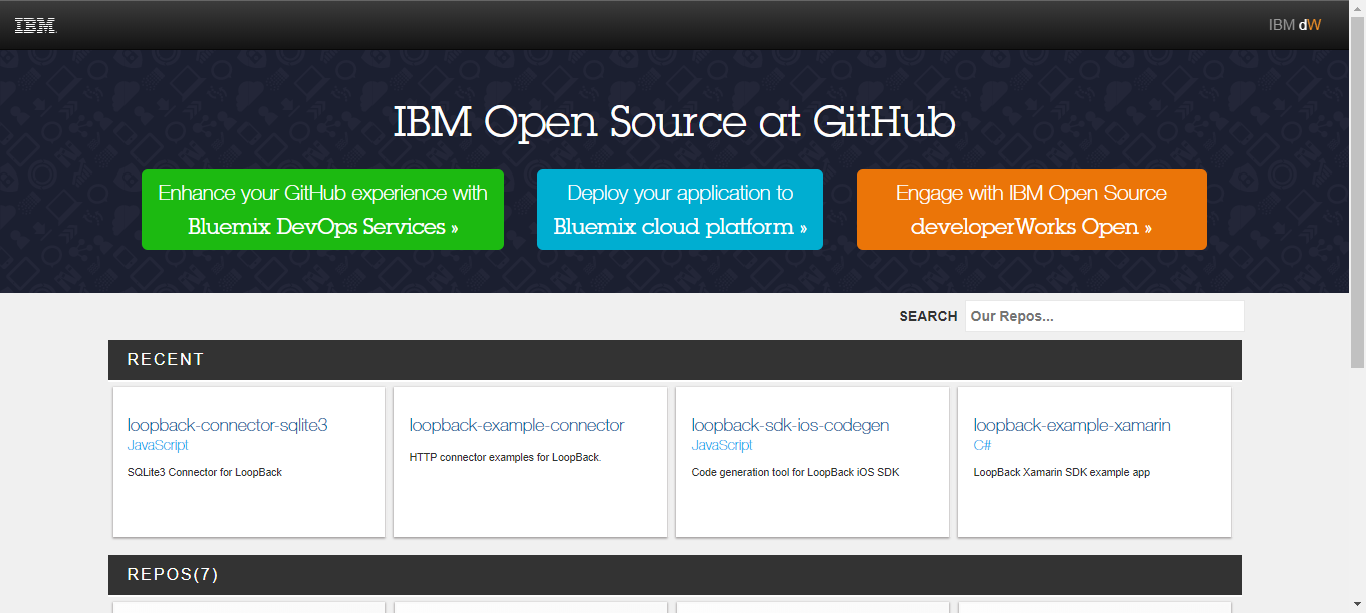 IBM
IBM dW
IBM Open Source at GitHub
Enhance your GitHub experience with
Bluemix DevOps Services »
Deploy your application to
Bluemix cloud platform »
Engage with IBM Open Source
developerWorks Open »
SEARCH Our Repos...
RECENT
loopback-connector-sqlite3
JavaScript
SQLite3 Connector for LoopBack
loopback-example-connector
HTTP connector examples for LoopBack.
loopback-sdk-ios-codegen
JavaScript
Code generation tool for LoopBack iOS SDK
loopback-example-xamarin
C#
LoopBack Xamarin SDK example app
REPOS(7)